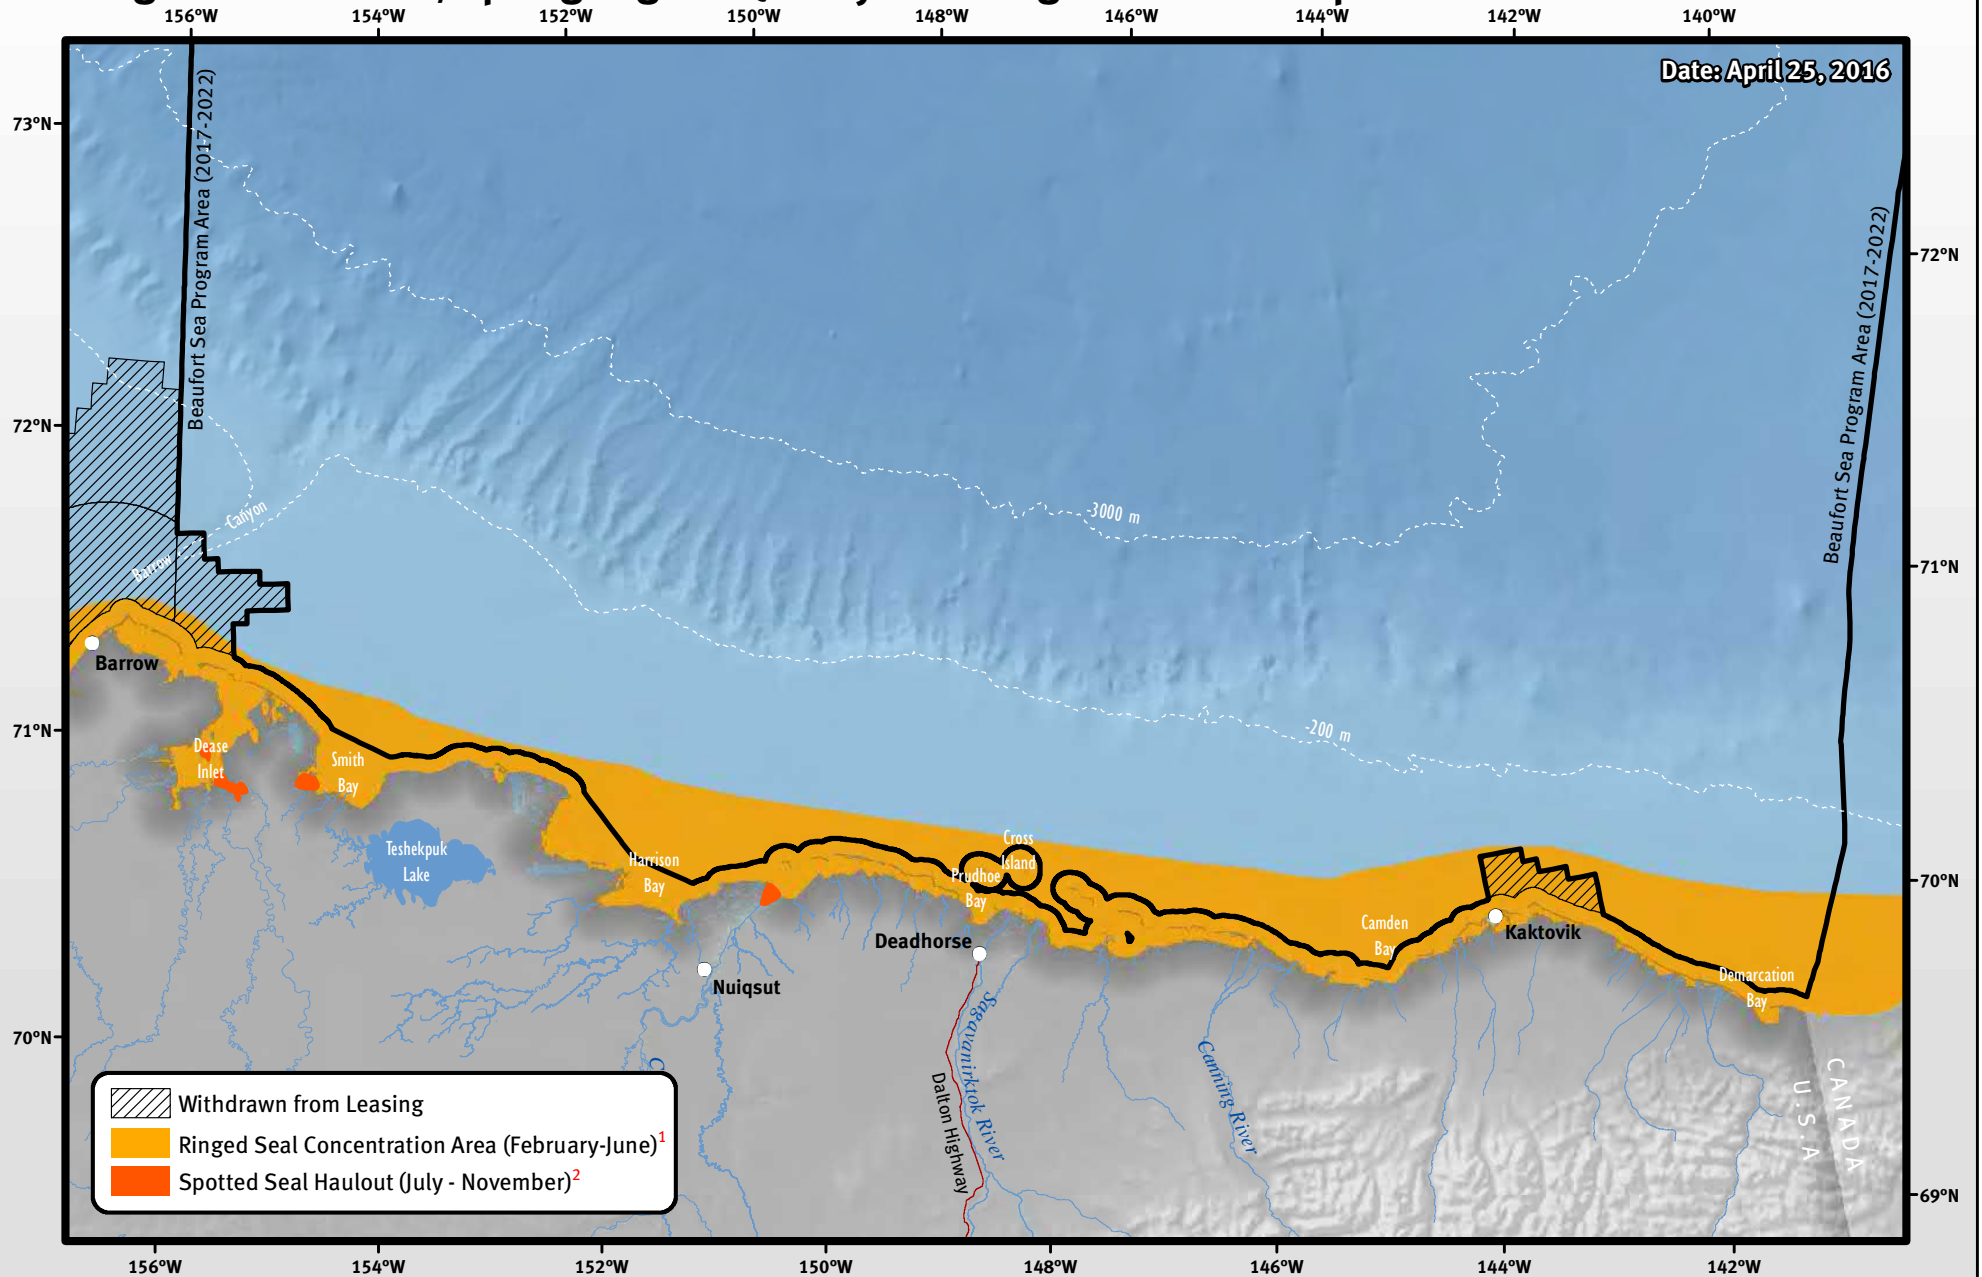 156°W 154°W 152°W 150°W 148°W 146°W 144°W 142°W 140°W
Date: April 25, 2016
73°N
72°N
71°N
70°N
72°N
71°N
70°N
69°N
Beaufort Sea Program Area (2017-2022)
Beaufort Sea Program Area (2017-2022)
Barrow Canyon
-3000 m
-200 m
Barrow
Dease
Inlet
Smith
Bay
Teshekpuk
Lake
Harrison
Bay
Cross
Island
Prudhoe
Bay
Deadhorse
Nuiqsut
Camden
Bay
Kaktovik
Demarcation
Bay
Sagavanirktok River
Dalton Highway
Canning River
C
CANADA
U.S.A
Withdrawn from Leasing
Ringed Seal Concentration Area (February-June)1
Spotted Seal Haulout (July - November)2
156°W 154°W 152°W 150°W 148°W 146°W 144°W 142°W